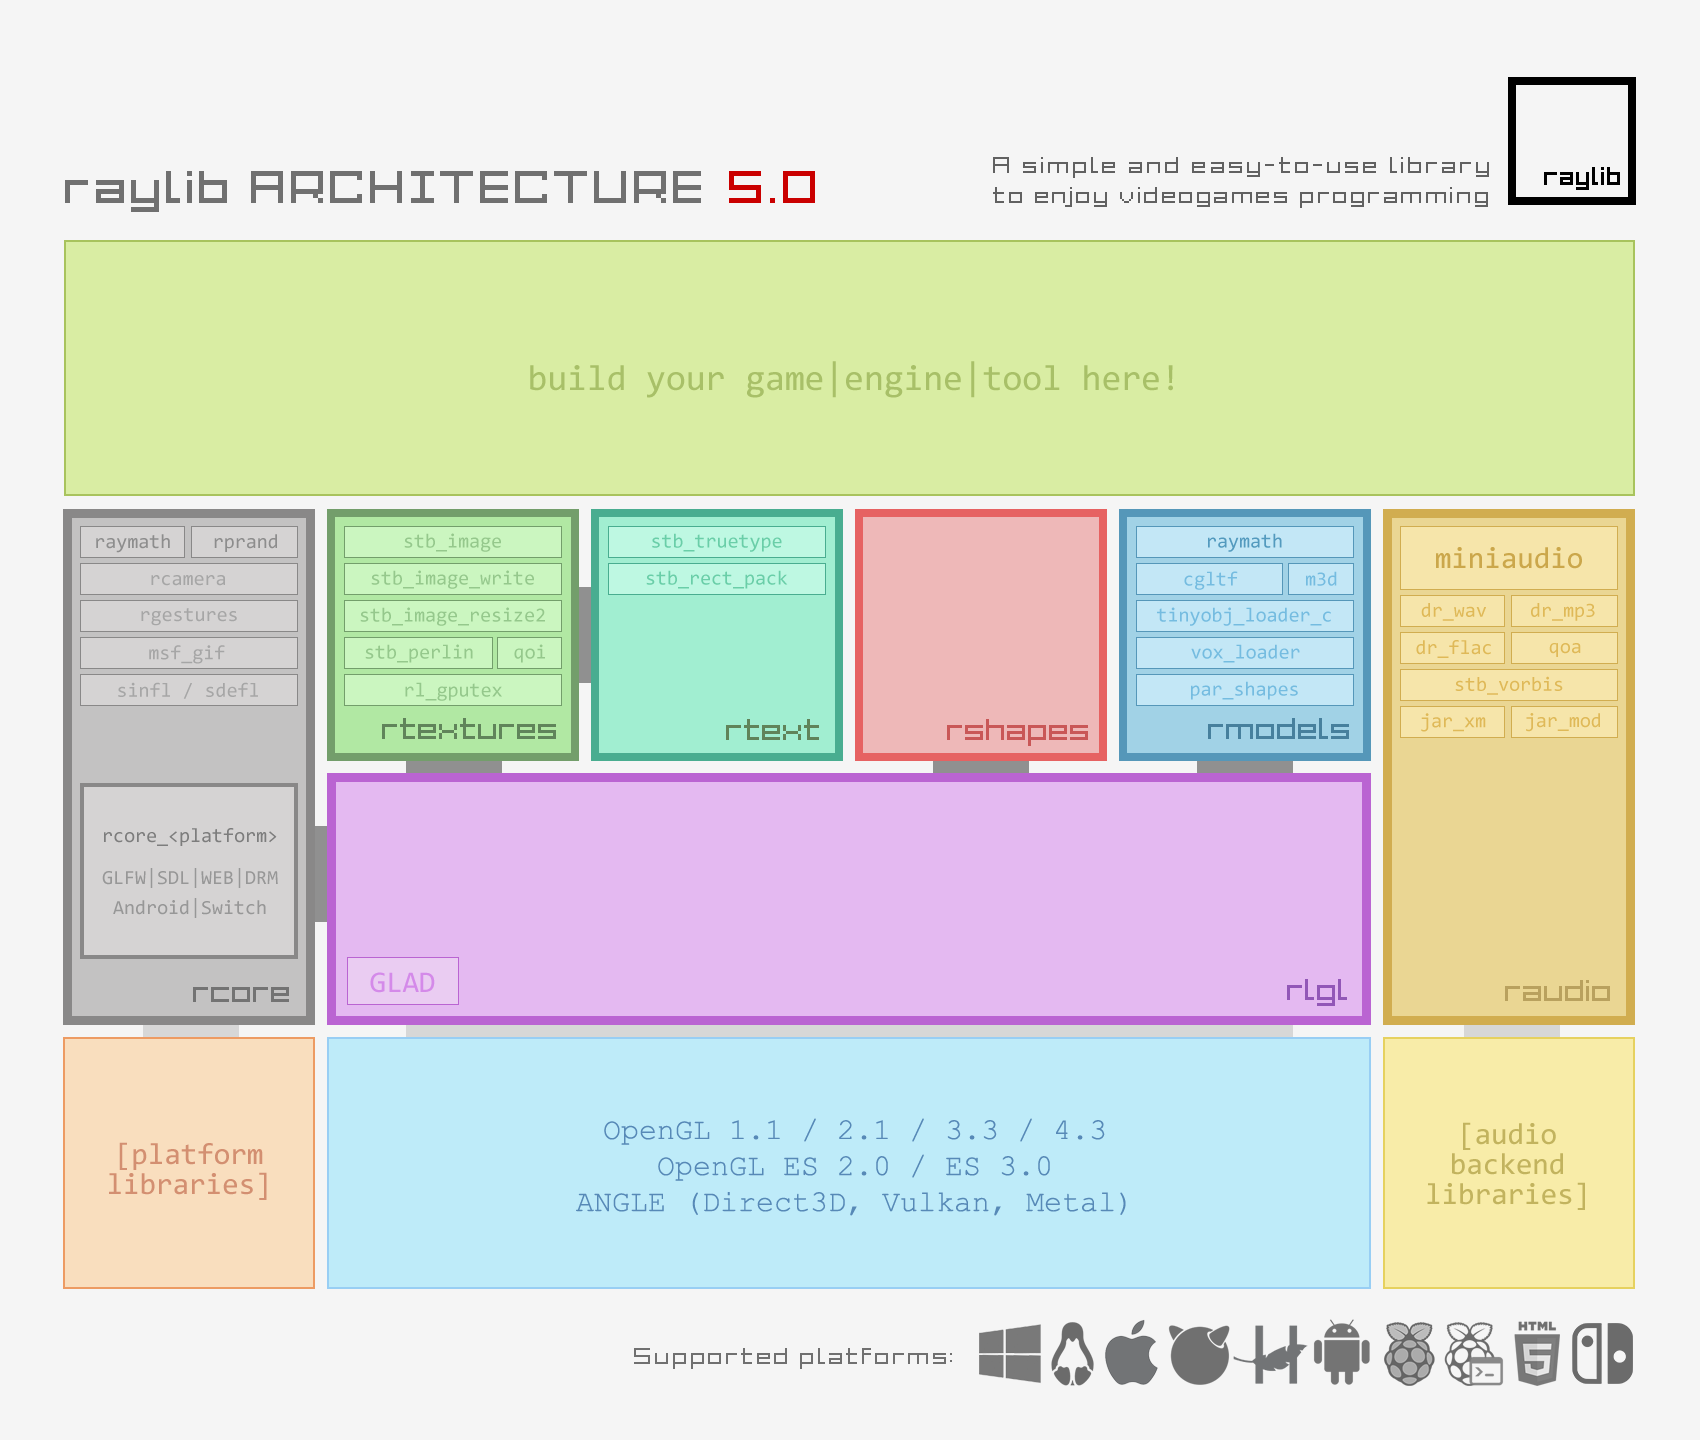 raylib ARCHITECTURE 5.0
A simple and easy-to-use library
to enjoy videogames programming
raylib
build your game|engine|tool here!
raymath
rprand
rcamera
rgestures
msf_gif
sinfl / sdefl
rcore_<platform>
GLFW|SDL|WEB|DRM
Android|Switch
rcore
stb_image
stb_image_write
stb_image_resize2
stb_perlin
qoi
rl_gputex
rtextures
stb_truetype
stb_rect_pack
rtext
rshapes
raymath
cgltf
m3d
tinyobj_loader_c
vox_loader
par_shapes
rmodels
miniaudio
dr_wav
dr_mp3
dr_flac
qoa
stb_vorbis
jar_xm
jar_mod
raudio
GLAD
rlgl
[platform
libraries]
OpenGL 1.1 / 2.1 / 3.3 / 4.3
OpenGL ES 2.0 / ES 3.0
ANGLE (Direct3D, Vulkan, Metal)
[audio
backend
libraries]
Supported platforms:
HTML
5